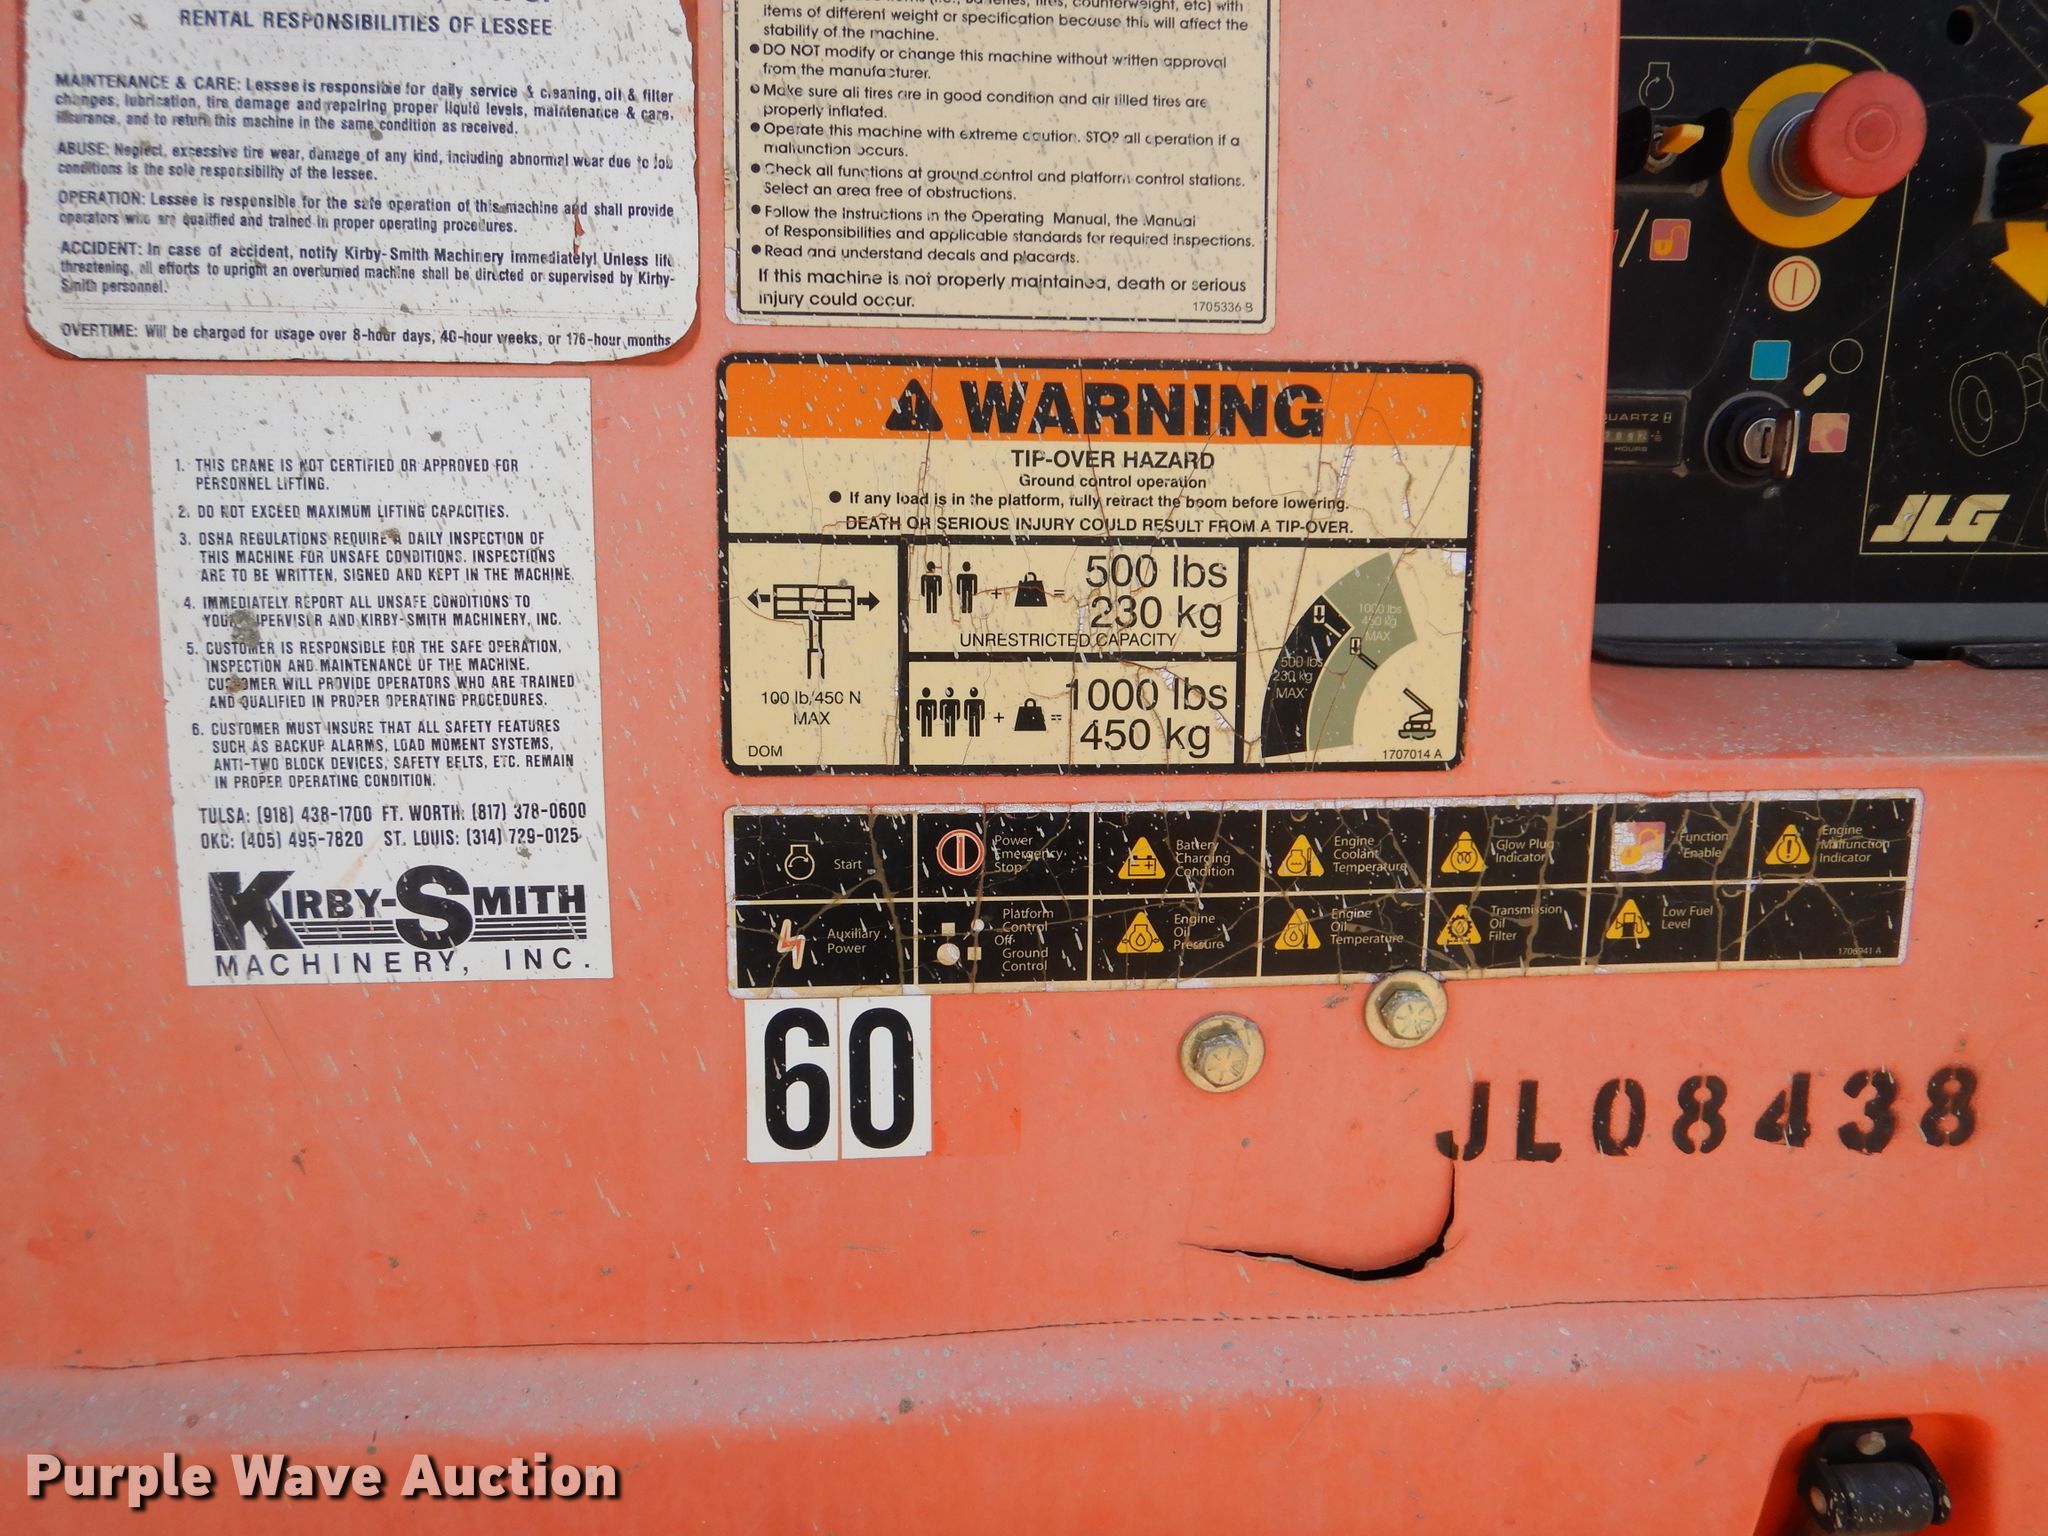 RENTAL RESPONSIBILITIES OF LESSEE
MAINTENANCE & CARE: Lessee is responsible for daily service & cleaning, oil & filter
changes, lubrication, tire damage and repairing proper liquid levels, maintenance & care,
insurance, and to return this machine in the same condition as received.
ABUSE: Neglect, excessive tire wear, damage of any kind, including abnormal wear due to job
conditions is the sole responsibility of the lessee.
OPERATION: Lessee is responsible for the safe operation of this machine and shall provide
operators who are qualified and trained in proper operating procedures.
ACCIDENT: In case of accident, notify Kirby-Smith Machinery immediately! Unless life
threatening, all efforts to upright an overturned machine shall be directed or supervised by Kirby-
Smith personnel.
OVERTIME: Will be charged for usage over 8-hour days, 40-hour weeks, or 176-hour months.
1. THIS CRANE IS NOT CERTIFIED OR APPROVED FOR
PERSONNEL LIFTING.
2. DO NOT EXCEED MAXIMUM LIFTING CAPACITIES.
3. OSHA REGULATIONS REQUIRE A DAILY INSPECTION OF
THIS MACHINE FOR UNSAFE CONDITIONS. INSPECTIONS
ARE TO BE WRITTEN, SIGNED AND KEPT IN THE MACHINE.
4. IMMEDIATELY REPORT ALL UNSAFE CONDITIONS TO
YOUR SUPERVISER AND KIRBY-SMITH MACHINERY, INC.
5. CUSTOMER IS RESPONSIBLE FOR THE SAFE OPERATION,
INSPECTION AND MAINTENANCE OF THE MACHINE.
CUSTOMER WILL PROVIDE OPERATORS WHO ARE TRAINED
AND QUALIFIED IN PROPER OPERATING PROCEDURES.
6. CUSTOMER MUST INSURE THAT ALL SAFETY FEATURES
SUCH AS BACKUP ALARMS, LOAD MOMENT SYSTEMS,
ANTI-TWO BLOCK DEVICES, SAFETY BELTS, ETC. REMAIN
IN PROPER OPERATING CONDITION.
TULSA: (918) 438-1700 FT. WORTH: (817) 378-0600
OKC: (405) 495-7820 ST. LOUIS: (314) 729-0125
KIRBY-SMITH
MACHINERY, INC.
counterweight, etc) with
items of different weight or specification because this will affect the
stability of the machine.
● DO NOT modify or change this machine without written approval
from the manufacturer.
● Make sure all tires are in good condition and air filled tires are
properly inflated.
● Operate this machine with extreme caution. STOP all operation if a
malfunction occurs.
● Check all functions at ground control and platform control stations.
Select an area free of obstructions.
● Follow the instructions in the Operating Manual, the Manual
of Responsibilities and applicable standards for required inspections.
● Read and understand decals and placards.
If this machine is not properly maintained, death or serious
injury could occur.
1705336 B
WARNING
TIP-OVER HAZARD
Ground control operation
● If any load is in the platform, fully retract the boom before lowering.
DEATH OR SERIOUS INJURY COULD RESULT FROM A TIP-OVER.
100 lb/450 N
MAX
DOM
+ = 500 lbs
230 kg
UNRESTRICTED CAPACITY
+ = 1000 lbs
450 kg
1000 lbs
450 kg
MAX
500 lbs
230 kg
MAX
1707014 A
Start
Power
Emergency
Stop
Battery
Charging
Condition
Engine
Coolant
Temperature
Glow Plug
Indicator
Function
Enable
Engine
Malfunction
Indicator
Auxiliary
Power
Platform
Control
Off
Ground
Control
Engine
Oil
Pressure
Engine
Oil
Temperature
Transmission
Oil
Filter
Low Fuel
Level
1706941 A
60
JL08438
QUARTZ
HOURS
JLG
Purple Wave Auction